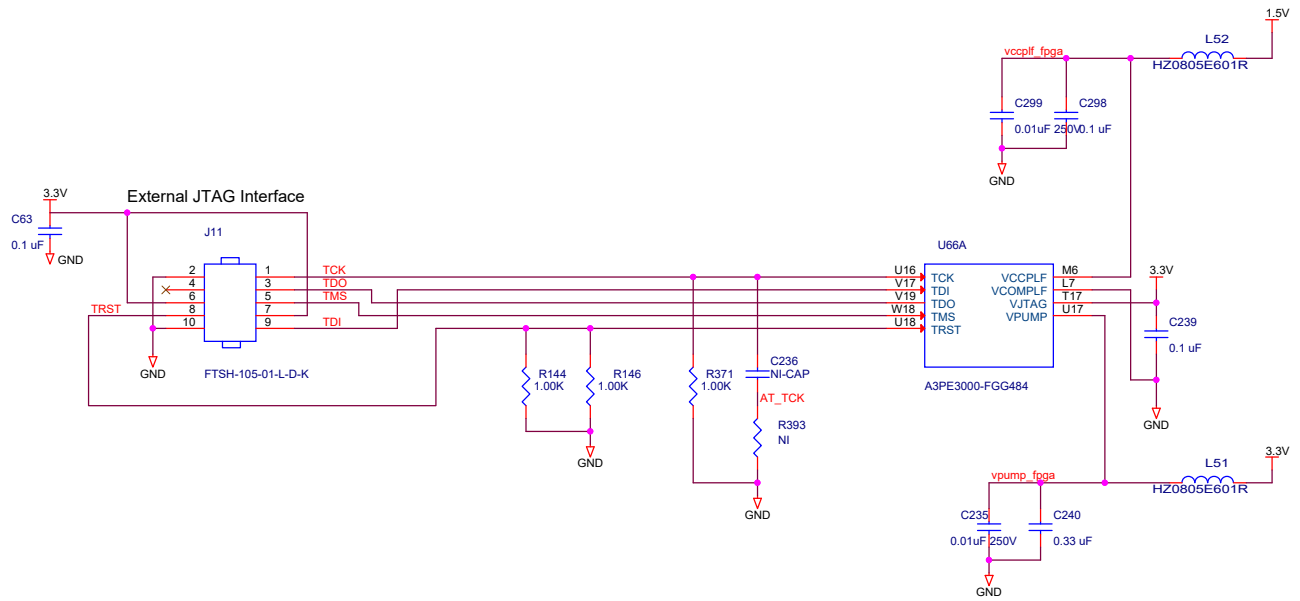 1.5V
L52
HZ0805E601R
vccplf_fpga
C299
0.01uF 250V
C298
0.1 uF
GND
3.3V
External JTAG Interface
C63
0.1 uF
GND
J11
2
4
6
8
10
1
3
5
7
9
TCK
TDO
TMS
TDI
TRST
GND
FTSH-105-01-L-D-K
R144
1.00K
R146
1.00K
GND
R371
1.00K
C236
NI-CAP
AT_TCK
R393
NI
GND
U66A
U16
V17
V19
W18
U18
TCK
TDI
TDO
TMS
TRST
VCCPLF
VCOMPLF
VJTAG
VPUMP
M6
L7
T17
U17
A3PE3000-FGG484
3.3V
C239
0.1 uF
GND
3.3V
L51
HZ0805E601R
vpump_fpga
C235
0.01uF 250V
C240
0.33 uF
GND